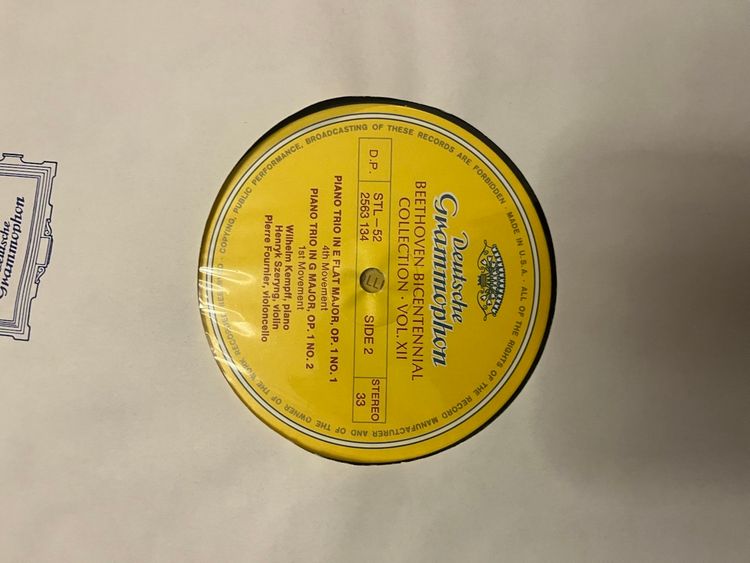 Deutsche
Grammophon
BEETHOVEN BICENTENNIAL
COLLECTION · VOL. XII
D.P.
STL—52
2563 134
SIDE 2
STEREO
33
PIANO TRIO IN E FLAT MAJOR, OP. 1 NO. 1
4th Movement
PIANO TRIO IN G MAJOR, OP. 1 NO. 2
1st Movement
Wilhelm Kempff, piano
Henryk Szeryng, violin
Pierre Fournier, violoncello
MADE IN U.S.A. · ALL OF THE RIGHTS OF THE RECORD MANUFACTURER AND OF THE OWNER OF THE WORK RECORDED
COPYING, PUBLIC PERFORMANCE, BROADCASTING OF THESE RECORDS ARE FORBIDDEN ·
Deutsche
Grammophon